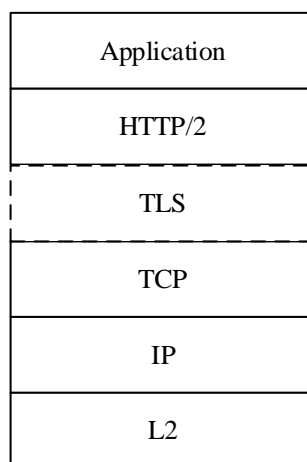 Application
HTTP/2
TLS
TCP
IP
L2